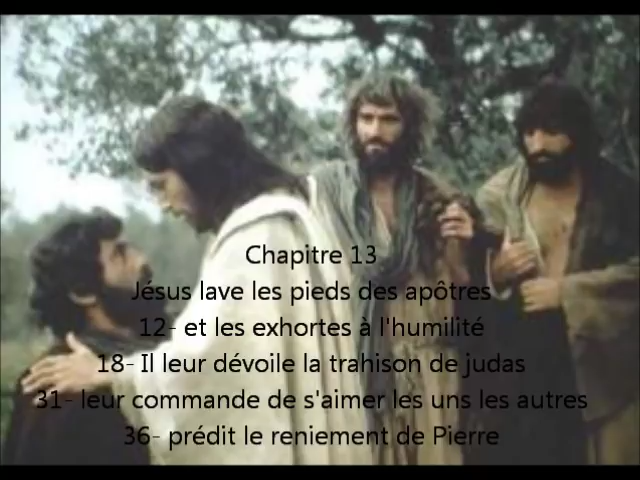 Chapitre 13
Jésus lave les pieds des apôtres
12- et les exhortes à l'humilité
18- Il leur dévoile la trahison de judas
31- leur commande de s'aimer les uns les autres
36- prédit le reniement de Pierre